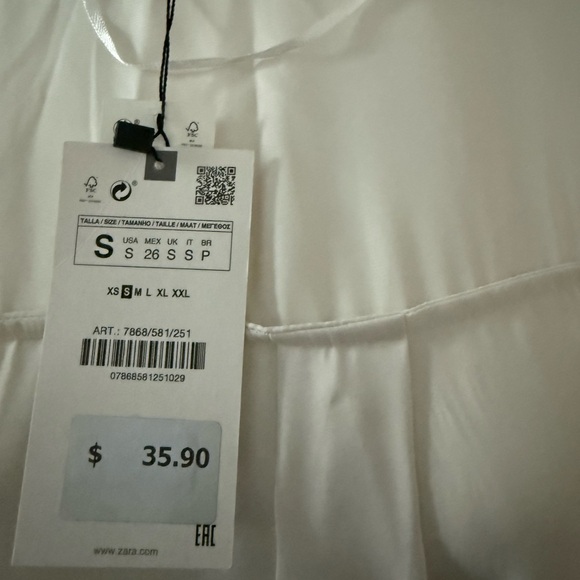 FSC
TALLA / SIZE / TAMANHO / TAILLE / MAAT / ΜΕΓΕΘΟΣ
S USA MEX UK IT BR
S 26 S S P
XS S M L XL XXL
ART.: 7868/581/251
07868581251029
$ 35.90
EAC
www.zara.com